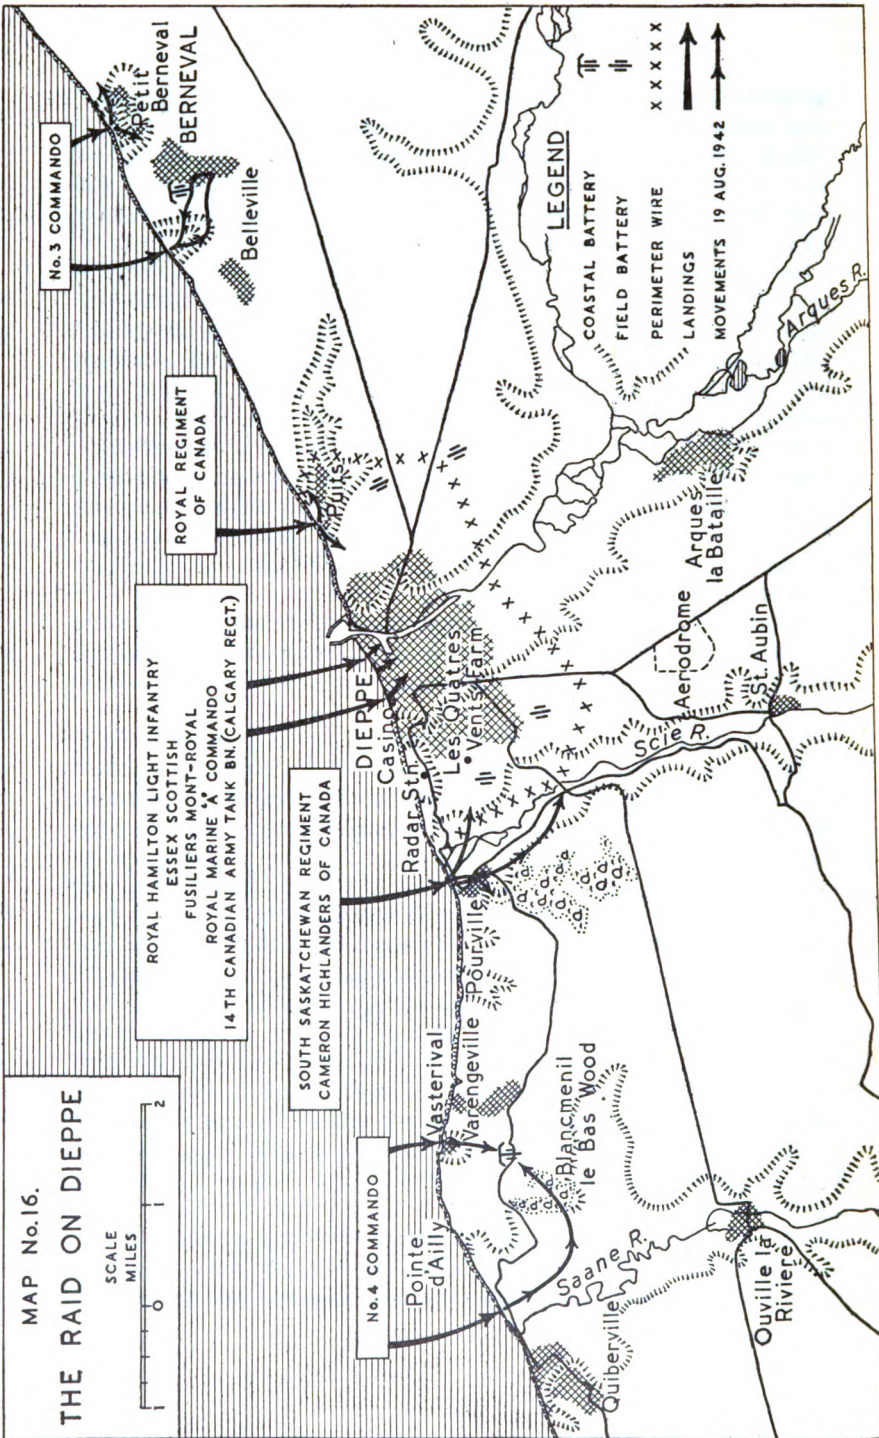 MAP No.16.
THE RAID ON DIEPPE
SCALE
MILES
1 0 1 2
No.4 COMMANDO
SOUTH SASKATCHEWAN REGIMENT
CAMERON HIGHLANDERS OF CANADA
ROYAL HAMILTON LIGHT INFANTRY
ESSEX SCOTTISH
FUSILIERS MONT-ROYAL
ROYAL MARINE "A" COMMANDO
14TH CANADIAN ARMY TANK BN. (CALGARY REGT.)
ROYAL REGIMENT
OF CANADA
No.3 COMMANDO
Petit
Berneval
BERNEVAL
Belleville
Puits
DIEPPE
Casino
Radar Stn.
Les Quatres
Vents Farm
Pourville
Vasterival
Varengeville
Pointe
d'Ailly
Blancmenil
le Bas Wood
Quiberville
Saane R.
Ouville la
Riviere
Scie R.
Aerodrome
St. Aubin
Arques
la Bataille
Arques R.
LEGEND
COASTAL BATTERY
FIELD BATTERY
PERIMETER WIRE x x x x x
LANDINGS
MOVEMENTS 19 AUG. 1942